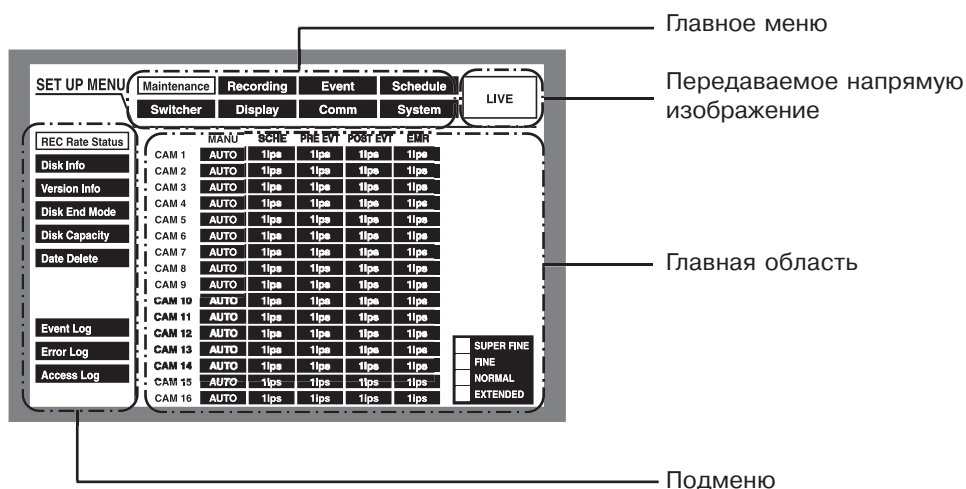 Главное меню
SET UP MENU
Maintenance Recording Event Schedule
Switcher Display Comm System
LIVE
Передаваемое напрямую
изображение
REC Rate Status
Disk Info
Version Info
Disk End Mode
Disk Capacity
Date Delete
Event Log
Error Log
Access Log
MANU SCHE PRE EVT POST EVT EMR
CAM 1 AUTO 1ips 1ips 1ips 1ips
CAM 2 AUTO 1ips 1ips 1ips 1ips
CAM 3 AUTO 1ips 1ips 1ips 1ips
CAM 4 AUTO 1ips 1ips 1ips 1ips
CAM 5 AUTO 1ips 1ips 1ips 1ips
CAM 6 AUTO 1ips 1ips 1ips 1ips
CAM 7 AUTO 1ips 1ips 1ips 1ips
CAM 8 AUTO 1ips 1ips 1ips 1ips
CAM 9 AUTO 1ips 1ips 1ips 1ips
CAM 10 AUTO 1ips 1ips 1ips 1ips
CAM 11 AUTO 1ips 1ips 1ips 1ips
CAM 12 AUTO 1ips 1ips 1ips 1ips
CAM 13 AUTO 1ips 1ips 1ips 1ips
CAM 14 AUTO 1ips 1ips 1ips 1ips
CAM 15 AUTO 1ips 1ips 1ips 1ips
CAM 16 AUTO 1ips 1ips 1ips 1ips
SUPER FINE
FINE
NORMAL
EXTENDED
Главная область
Подменю